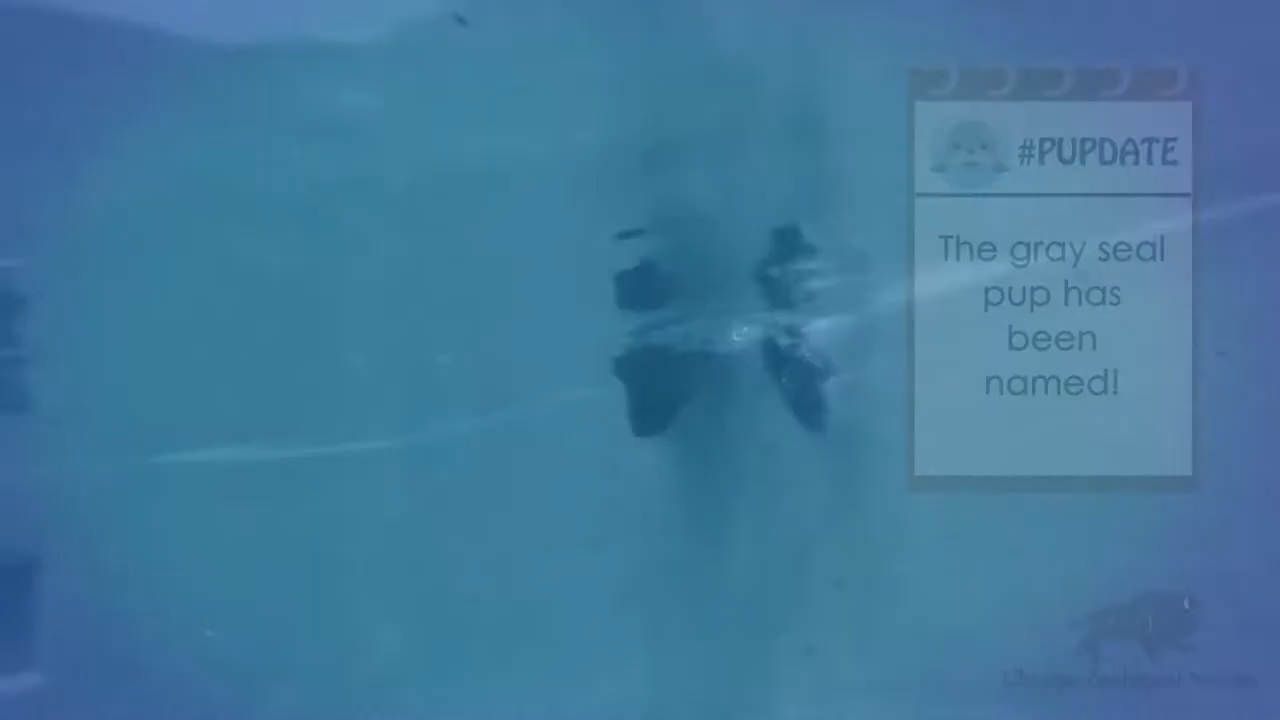 #PUPDATE
The gray seal
pup has
been
named!